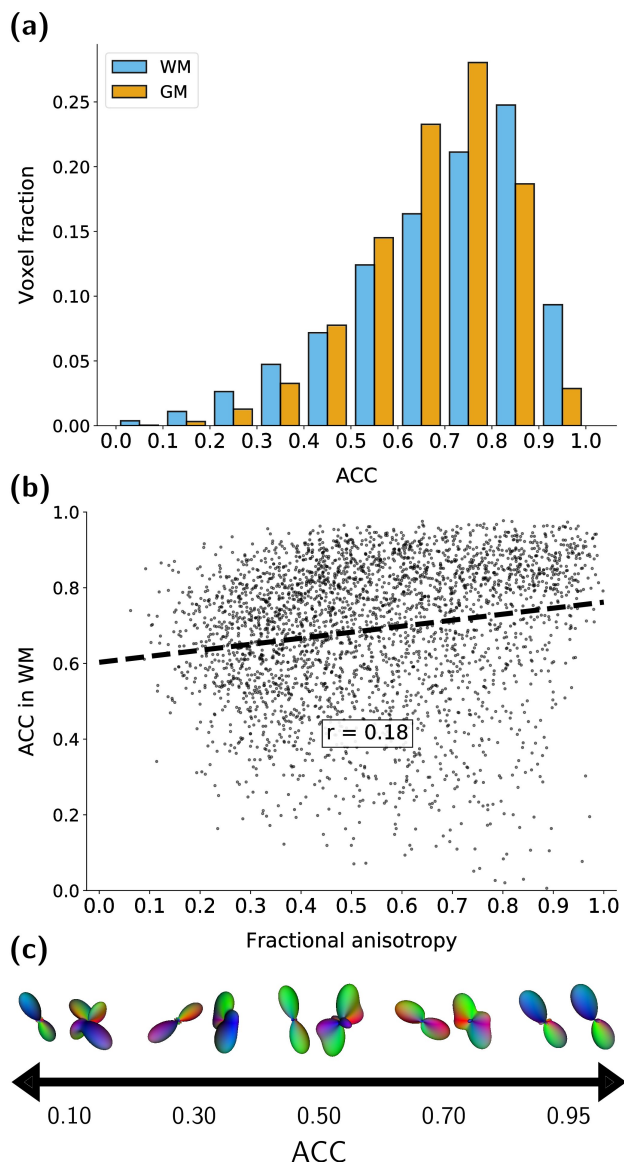 (a)
WM
GM
Voxel fraction
0.25
0.20
0.15
0.10
0.05
0.00
0.0 0.1 0.2 0.3 0.4 0.5 0.6 0.7 0.8 0.9 1.0
ACC
(b)
ACC in WM
1.0
0.8
0.6
0.4
0.2
0.0
r = 0.18
0.0 0.1 0.2 0.3 0.4 0.5 0.6 0.7 0.8 0.9 1.0
Fractional anisotropy
(c)
0.10 0.30 0.50 0.70 0.95
ACC